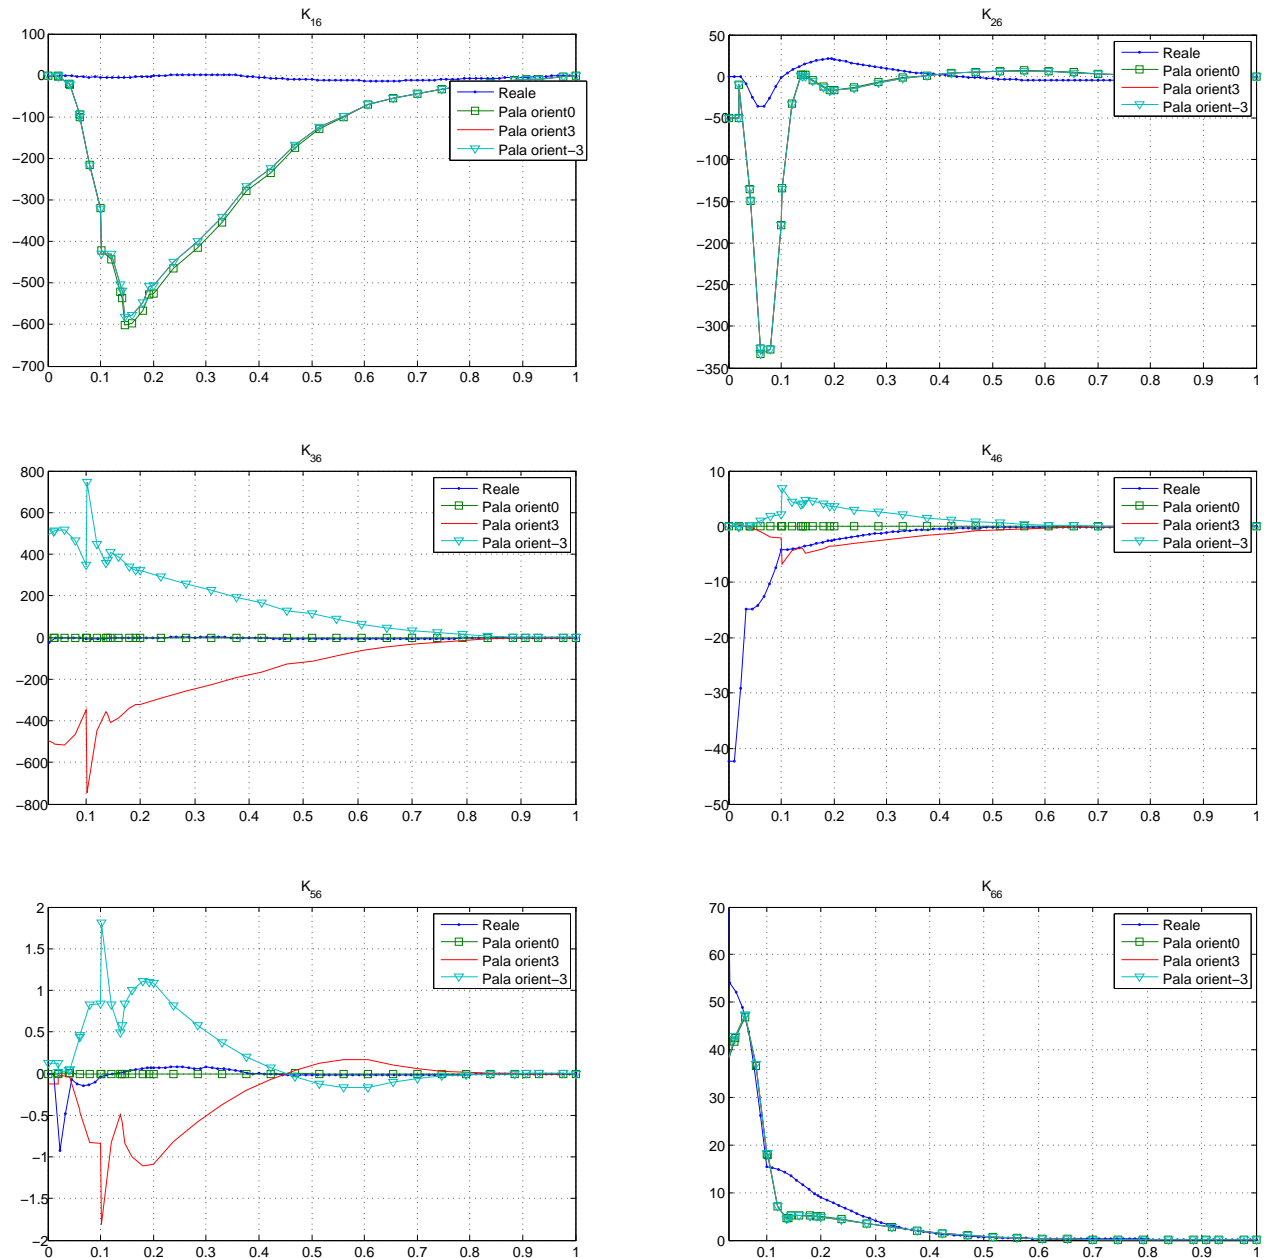 K16
100
0
−100
−200
−300
−400
−500
−600
−700
0 0.1 0.2 0.3 0.4 0.5 0.6 0.7 0.8 0.9 1
Reale
Pala orient0
Pala orient3
Pala orient−3
K26
50
0
−50
−100
−150
−200
−250
−300
−350
0 0.1 0.2 0.3 0.4 0.5 0.6 0.7 0.8 0.9 1
Reale
Pala orient0
Pala orient3
Pala orient−3
K36
800
600
400
200
0
−200
−400
−600
−800
0.1 0.2 0.3 0.4 0.5 0.6 0.7 0.8 0.9 1
Reale
Pala orient0
Pala orient3
Pala orient−3
K46
10
0
−10
−20
−30
−40
−50
0 0.1 0.2 0.3 0.4 0.5 0.6 0.7 0.8 0.9 1
Reale
Pala orient0
Pala orient3
Pala orient−3
K56
2
1.5
1
0.5
0
−0.5
−1
−1.5
−2
0 0.1 0.2 0.3 0.4 0.5 0.6 0.7 0.8 0.9 1
Reale
Pala orient0
Pala orient3
Pala orient−3
K66
70
60
50
40
30
20
10
0
0.1 0.2 0.3 0.4 0.5 0.6 0.7 0.8 0.9 1
Reale
Pala orient0
Pala orient3
Pala orient−3